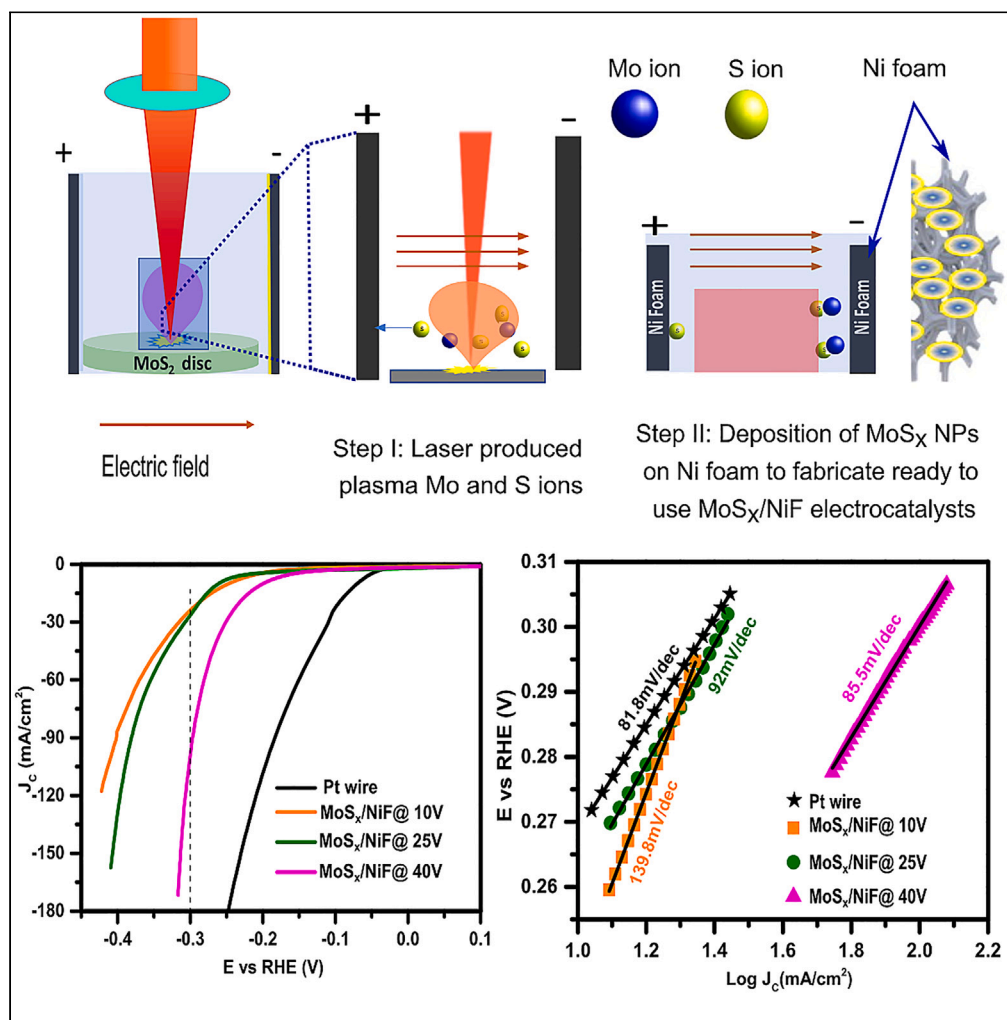 Mo ion
S ion
Ni foam
+
-
MoS₂ disc
Electric field
+
-
S
S
S
S
S
Step I: Laser produced
plasma Mo and S ions
+
-
Ni Foam
S
S
S
Ni Foam
Step II: Deposition of MoSₓ NPs
on Ni foam to fabricate ready to
use MoSₓ/NiF electrocatalysts
J_c (mA/cm²)
0
-30
-60
-90
-120
-150
-180
Pt wire
MoSₓ/NiF@ 10V
MoSₓ/NiF@ 25V
MoSₓ/NiF@ 40V
-0.4
-0.3
-0.2
-0.1
0.0
0.1
E vs RHE (V)
E vs RHE (V)
0.31
0.30
0.29
0.28
0.27
0.26
0.25
81.8mV/dec
92mV/dec
139.8mV/dec
85.5mV/dec
Pt wire
MoSₓ/NiF@ 10V
MoSₓ/NiF@ 25V
MoSₓ/NiF@ 40V
1.0
1.2
1.4
1.6
1.8
2.0
2.2
Log J_c(mA/cm²)